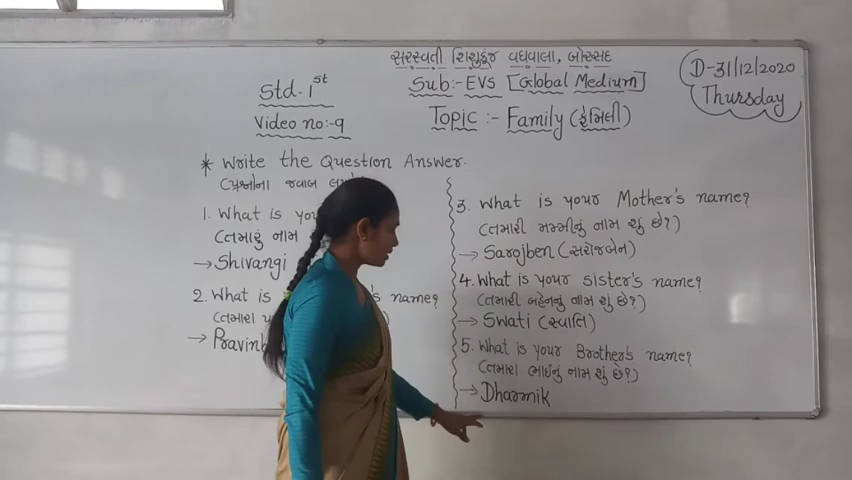 સરસ્વતી શિશુકુંજ વઘવાલા, બોરસદ
Std-1st
Sub:-EVS [Global Medium]
D-31/12/2020
Thursday
Video no:-9
Topic :- Family (ફેમિલી)
* Write the Question Answer.
(પ્રશ્નોના જવાબ
1. What is
(તમારું નામ
→ Shivangi
2. What is name?
(તમારા
→
3. What is your Mother's name?
(તમારી મમ્મીનું નામ શું છે?)
→ Sarojben (સરોજબેન)
4. What is your sister's name?
(તમારી બહેનનું નામ શું છે?)
→ Swati (સ્વાતિ)
5. What is your Brother's name?
(તમારા ભાઈનું નામ શું છે?)
→ Dharmik